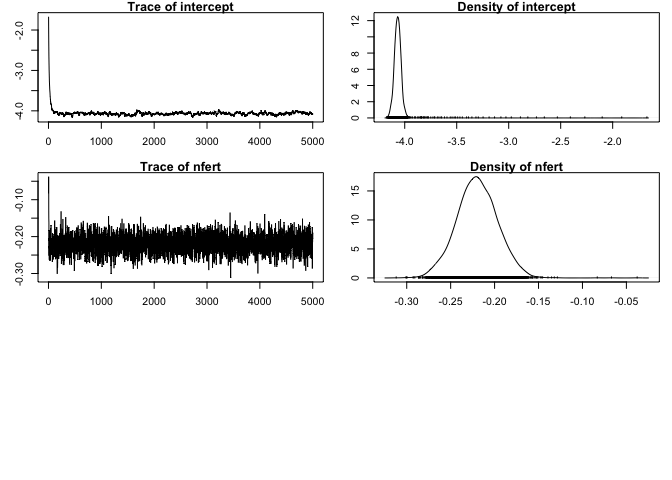 Trace of intercept
-2.0
-3.0
-4.0
0 1000 2000 3000 4000 5000
Density of intercept
12
8
6
4
2
0
-4.0 -3.5 -3.0 -2.5 -2.0
Trace of nfert
-0.10
-0.20
-0.30
0 1000 2000 3000 4000 5000
Density of nfert
15
10
5
0
-0.30 -0.25 -0.20 -0.15 -0.10 -0.05